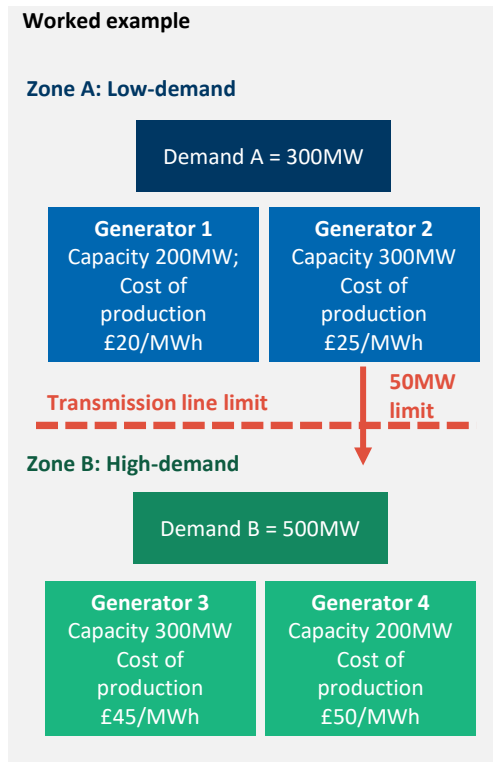 Worked example
Zone A: Low-demand
Demand A = 300MW
Generator 1
Capacity 200MW;
Cost of
production
£20/MWh
Generator 2
Capacity 300MW
Cost of
production
£25/MWh
Transmission line limit
50MW
limit
Zone B: High-demand
Demand B = 500MW
Generator 3
Capacity 300MW
Cost of
production
£45/MWh
Generator 4
Capacity 200MW
Cost of
production
£50/MWh